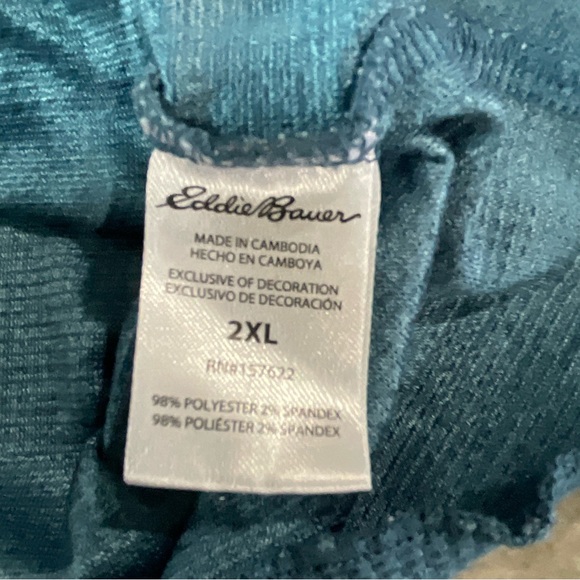 Eddie Bauer
MADE IN CAMBODIA
HECHO EN CAMBOYA
EXCLUSIVE OF DECORATION
EXCLUSIVO DE DECORACIÓN
2XL
RN#157622
98% POLYESTER 2% SPANDEX
98% POLIÉSTER 2% SPANDEX